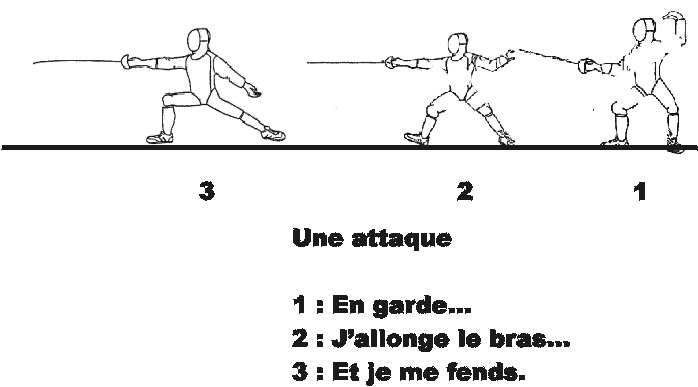 3 2 1
Une attaque
1 : En garde...
2 : J'allonge le bras...
3 : Et je me fends.